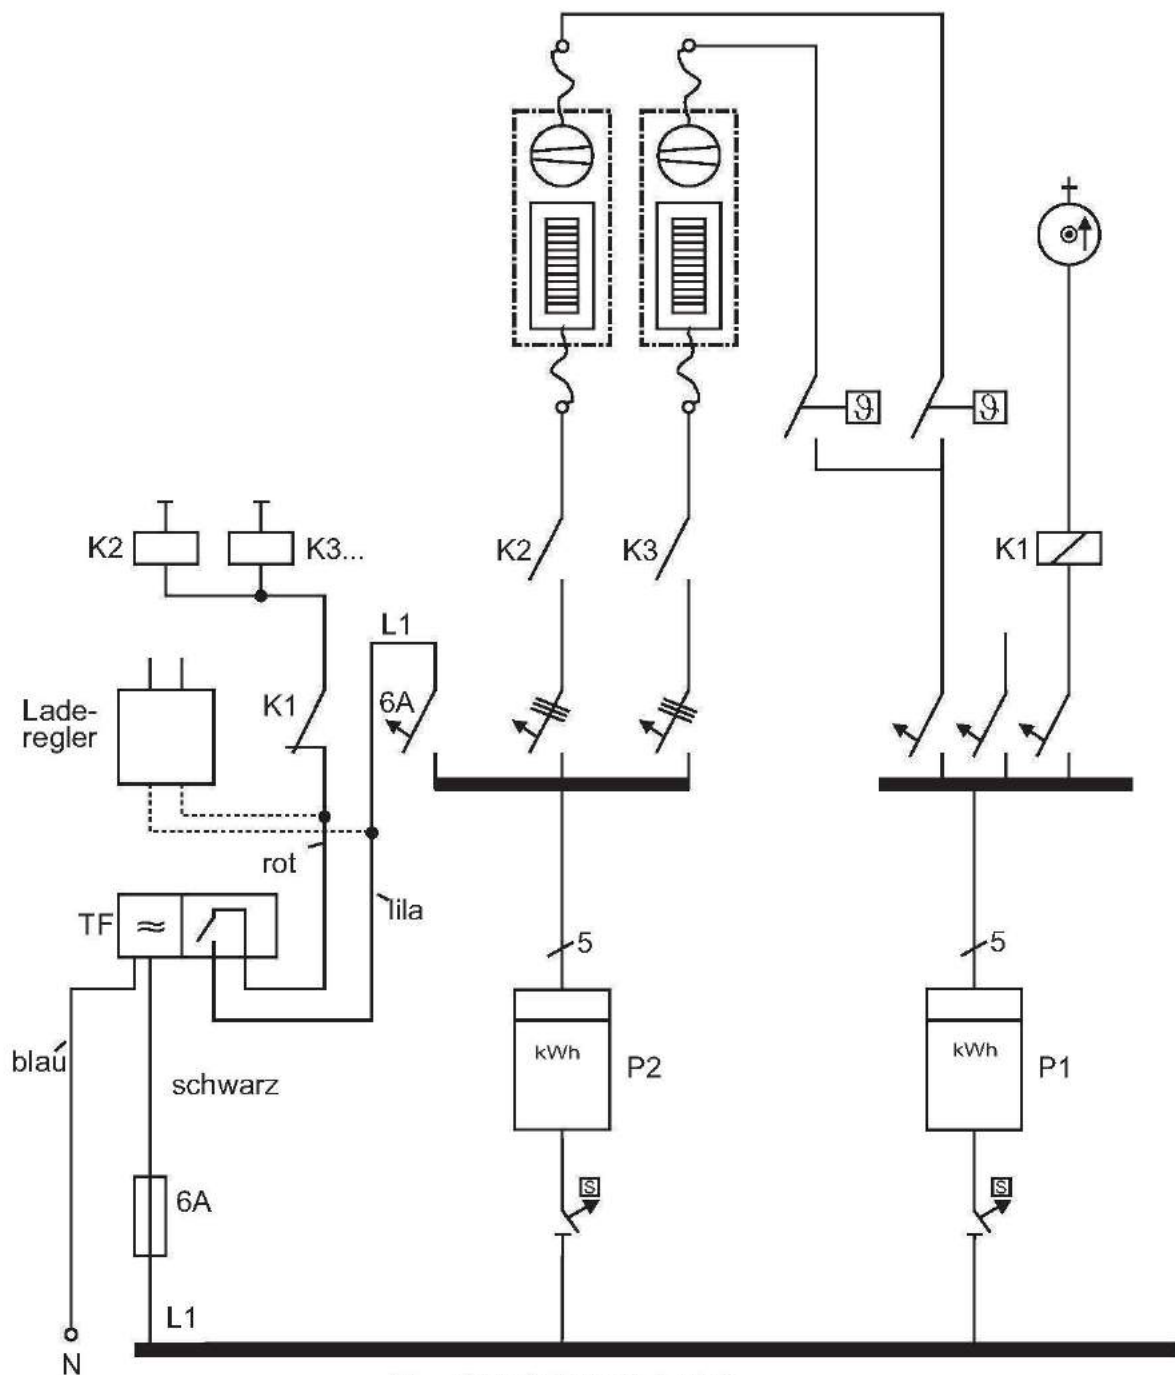 ϑ
ϑ
K2
K3...
K2
K3
K1
L1
Lade-
regler
K1
6A
rot
lila
TF
≈
5
5
blau
kWh
P2
kWh
P1
schwarz
S
S
6A
L1
N